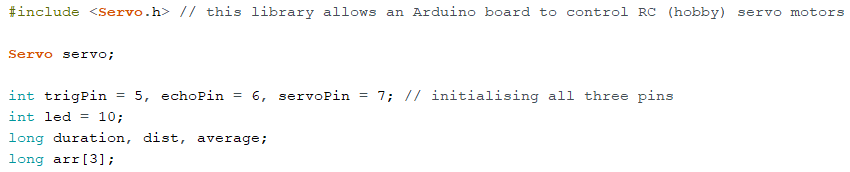 #include <Servo.h> // this library allows an Arduino board to control RC (hobby) servo motors
Servo servo;
int trigPin = 5, echoPin = 6, servoPin = 7; // initialising all three pins
int led = 10;
long duration, dist, average;
long arr[3];